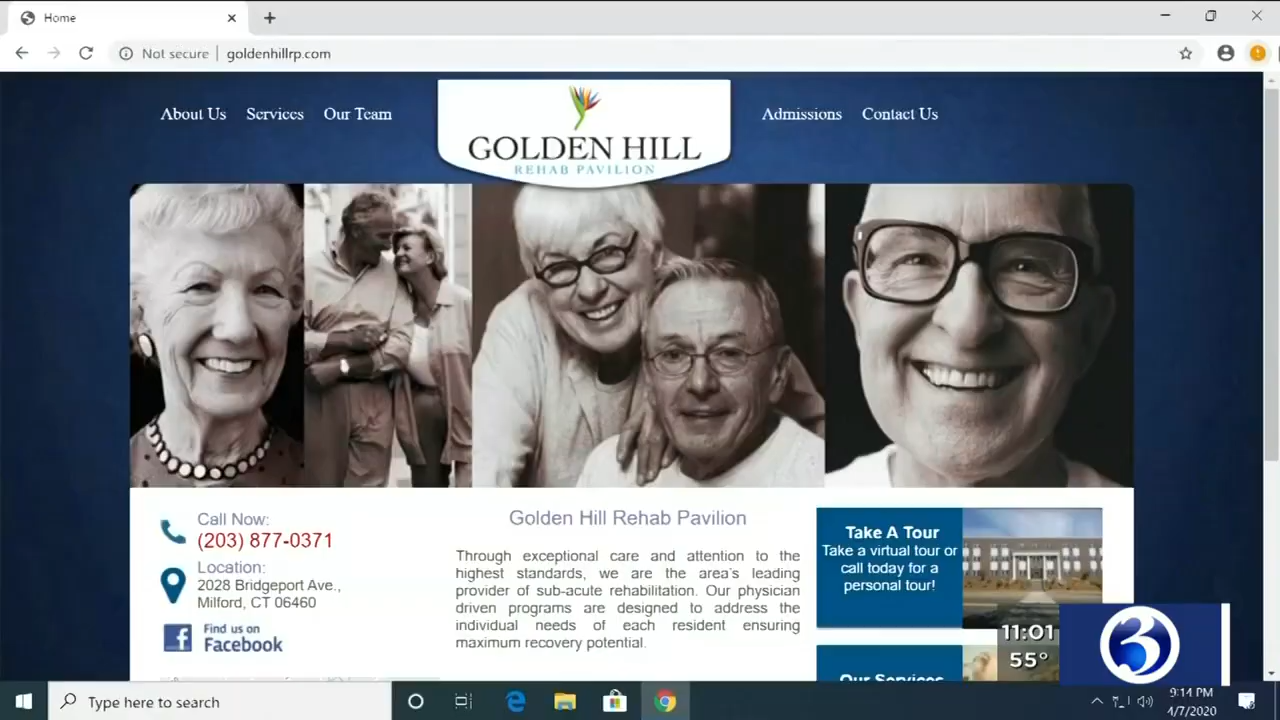 Home
Not secure
goldenhillrp.com
About Us
Services
Our Team
GOLDEN HILL
REHAB PAVILION
Admissions
Contact Us
Call Now:
(203) 877-0371
Location:
2028 Bridgeport Ave.,
Milford, CT 06460
Find us on
Facebook
Golden Hill Rehab Pavilion
Through exceptional care and attention to the
highest standards, we are the area's leading
provider of sub-acute rehabilitation. Our physician
driven programs are designed to address the
individual needs of each resident ensuring
maximum recovery potential.
Take A Tour
Take a virtual tour or
call today for a
personal tour!
Our Services
11:01
55°
3
Type here to search
9:14 PM
4/7/2020